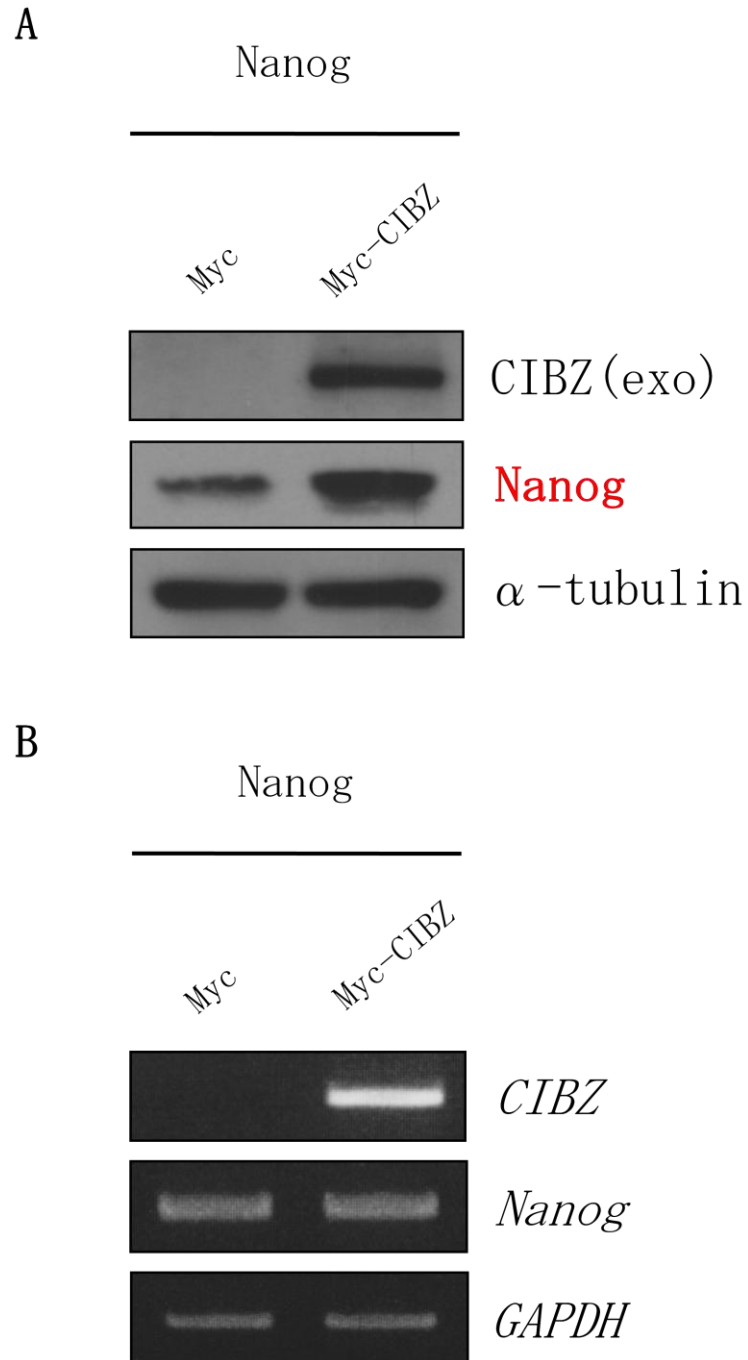 A
Nanog
Myc
Myc-CIBZ
CIBZ(exo)
Nanog
α-tubulin
B
Nanog
Myc
Myc-CIBZ
CIBZ
Nanog
GAPDH